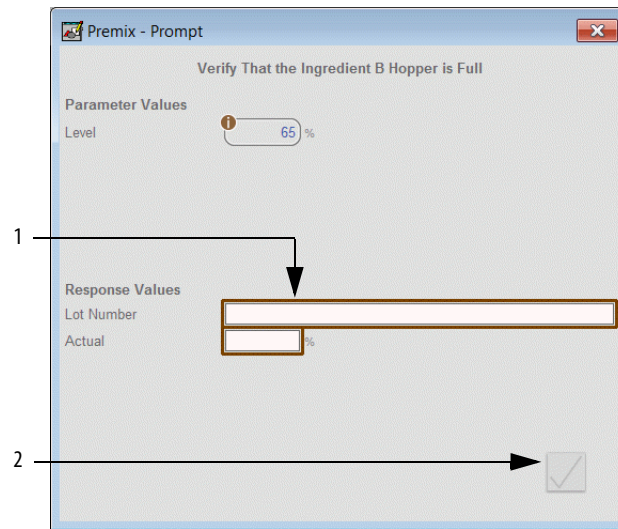 Premix - Prompt
Verify That the Ingredient B Hopper is Full
Parameter Values
Level 65 %
1
Response Values
Lot Number
Actual %
2